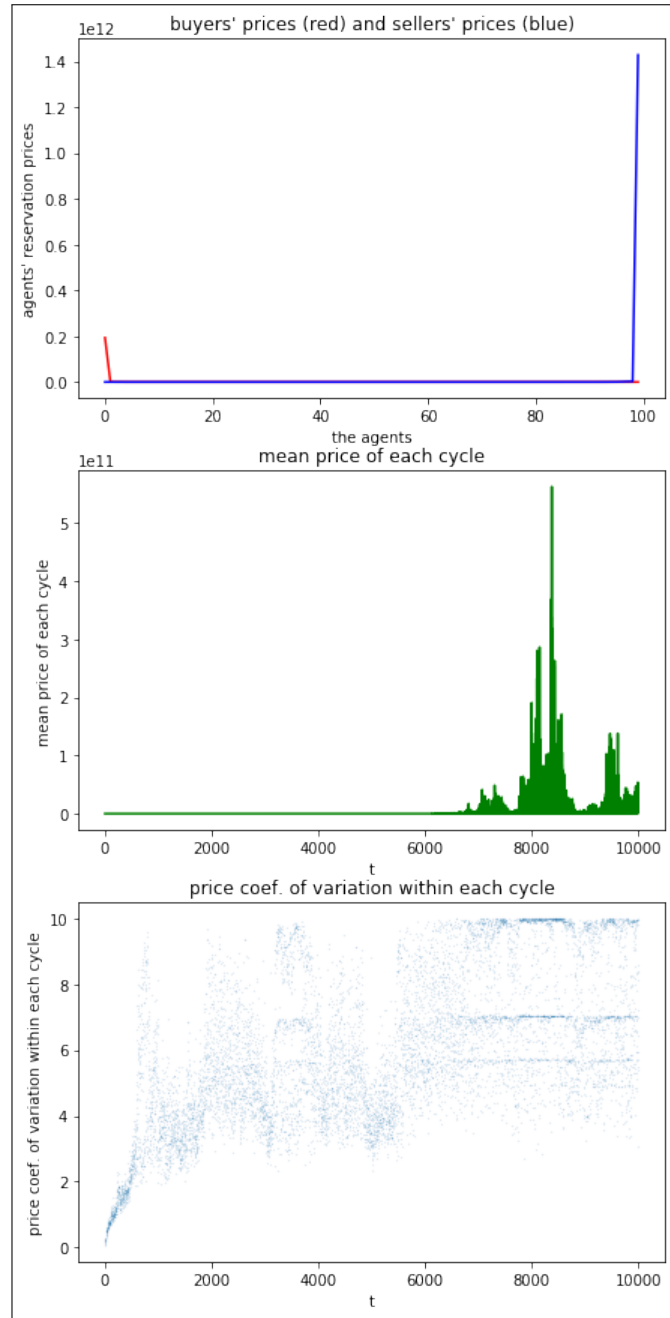 buyers' prices (red) and sellers' prices (blue)
1e12
1.4
1.2
1.0
0.8
0.6
0.4
0.2
0.0
agents' reservation prices
0 20 40 60 80 100
the agents
mean price of each cycle
1e11
5
4
3
2
1
0
mean price of each cycle
0 2000 4000 6000 8000 10000
t
price coef. of variation within each cycle
10
8
6
4
2
0
price coef. of variation within each cycle
0 2000 4000 6000 8000 10000
t